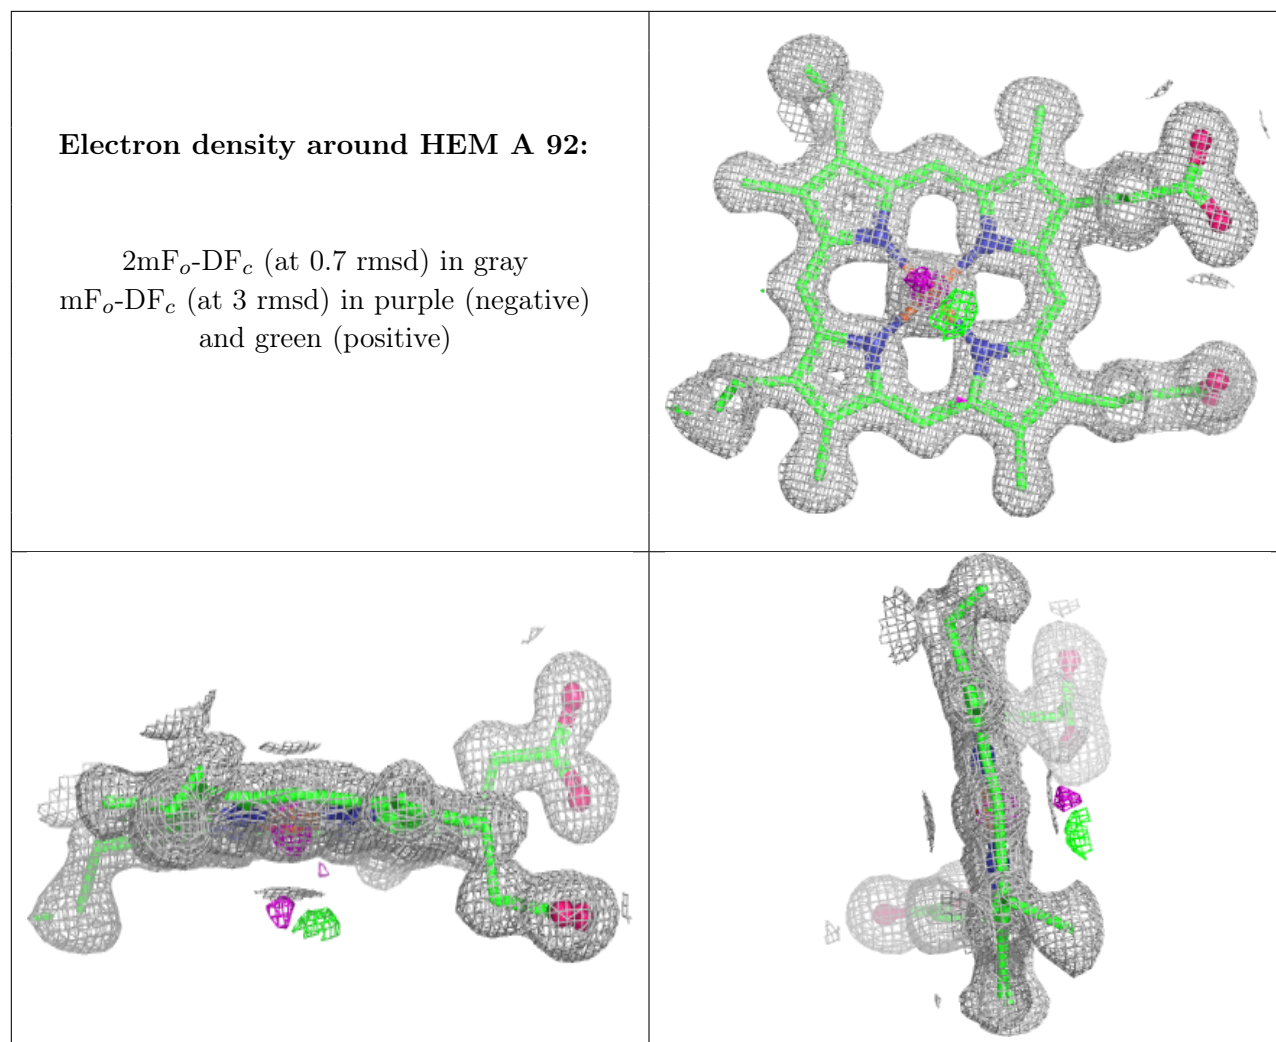 Electron density around HEM A 92:
2mFo-DFc (at 0.7 rmsd) in gray
mFo-DFc (at 3 rmsd) in purple (negative)
and green (positive)